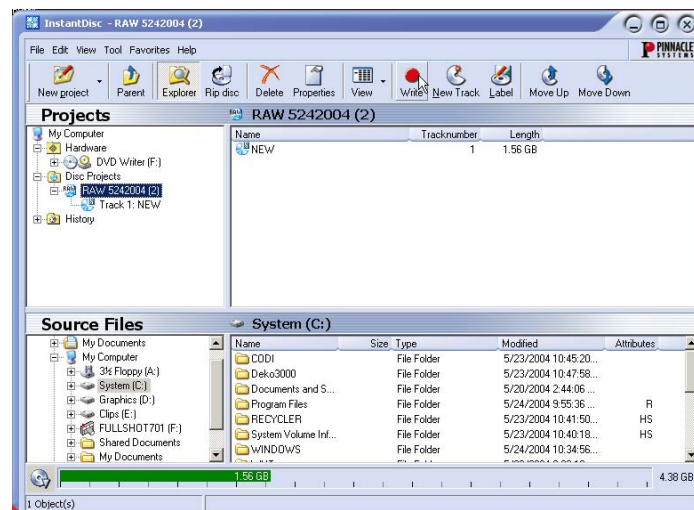 InstantDisc - RAW 5242004 (2)
File Edit View Tool Favorites Help
PINNACLE
SYSTEMS
New project Parent Explorer Rip disc Delete Properties View Write New Track Label Move Up Move Down
Projects
RAW 5242004 (2)
My Computer
Hardware
DVD Writer (F:)
Disc Projects
RAW 5242004 (2)
Track 1: NEW
History
Name Tracknumber Length
NEW 1 1.56 GB
Source Files
System (C:)
My Documents
My Computer
3½ Floppy (A:)
System (C:)
Graphics (D:)
Clips (E:)
FULLSHOT701 (F:)
Shared Documents
My Documents
Name Size Type Modified Attributes
CODI File Folder 5/23/2004 10:45:20...
Deko3000 File Folder 5/23/2004 10:47:58...
Documents and S... File Folder 5/20/2004 2:44:06 ...
Program Files File Folder 5/24/2004 9:55:36 ... R
RECYCLER File Folder 5/23/2004 10:41:50... HS
System Volume Inf... File Folder 5/23/2004 10:40:18... HS
WINDOWS File Folder 5/24/2004 10:34:56...
1.56 GB
4.38 GB
1 Object(s)